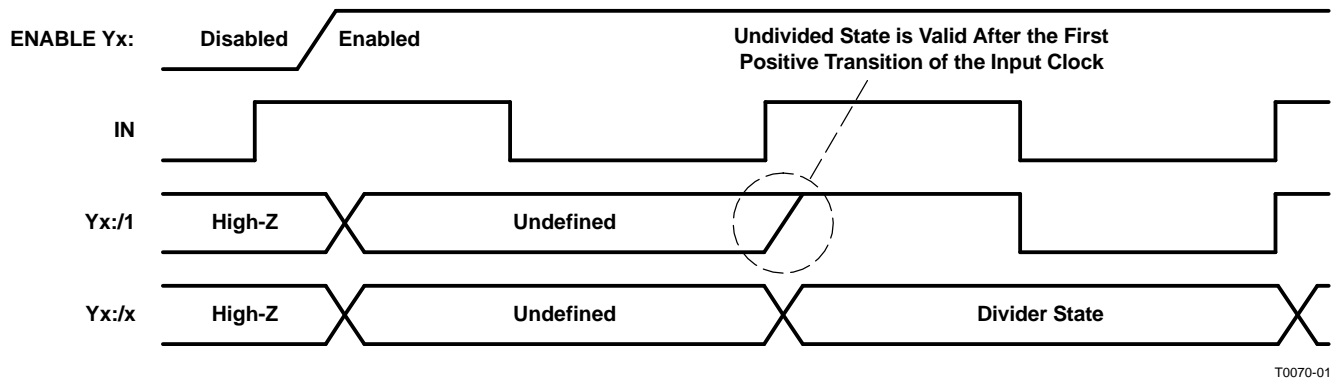 ENABLE Yx: Disabled Enabled
Undivided State is Valid After the First
Positive Transition of the Input Clock
IN
Yx:/1 High-Z Undefined
Yx:/x High-Z Undefined Divider State
T0070-01